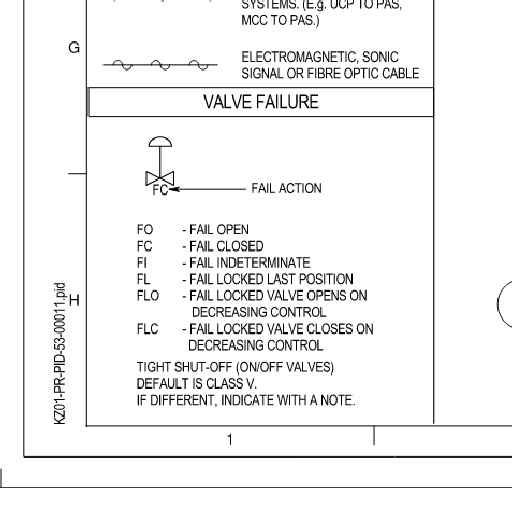 SYSTEMS. (E.g. UCP TO PAS,
MCC TO PAS.)
G
ELECTROMAGNETIC, SONIC
SIGNAL OR FIBRE OPTIC CABLE
VALVE FAILURE
FC
FAIL ACTION
FO - FAIL OPEN
FC - FAIL CLOSED
FI - FAIL INDETERMINATE
FL - FAIL LOCKED LAST POSITION
FLO - FAIL LOCKED VALVE OPENS ON
DECREASING CONTROL
FLC - FAIL LOCKED VALVE CLOSES ON
DECREASING CONTROL
TIGHT SHUT-OFF (ON/OFF VALVES)
DEFAULT IS CLASS V.
IF DIFFERENT, INDICATE WITH A NOTE.
H
KZ01-PR-PID-53-00011.pid
1